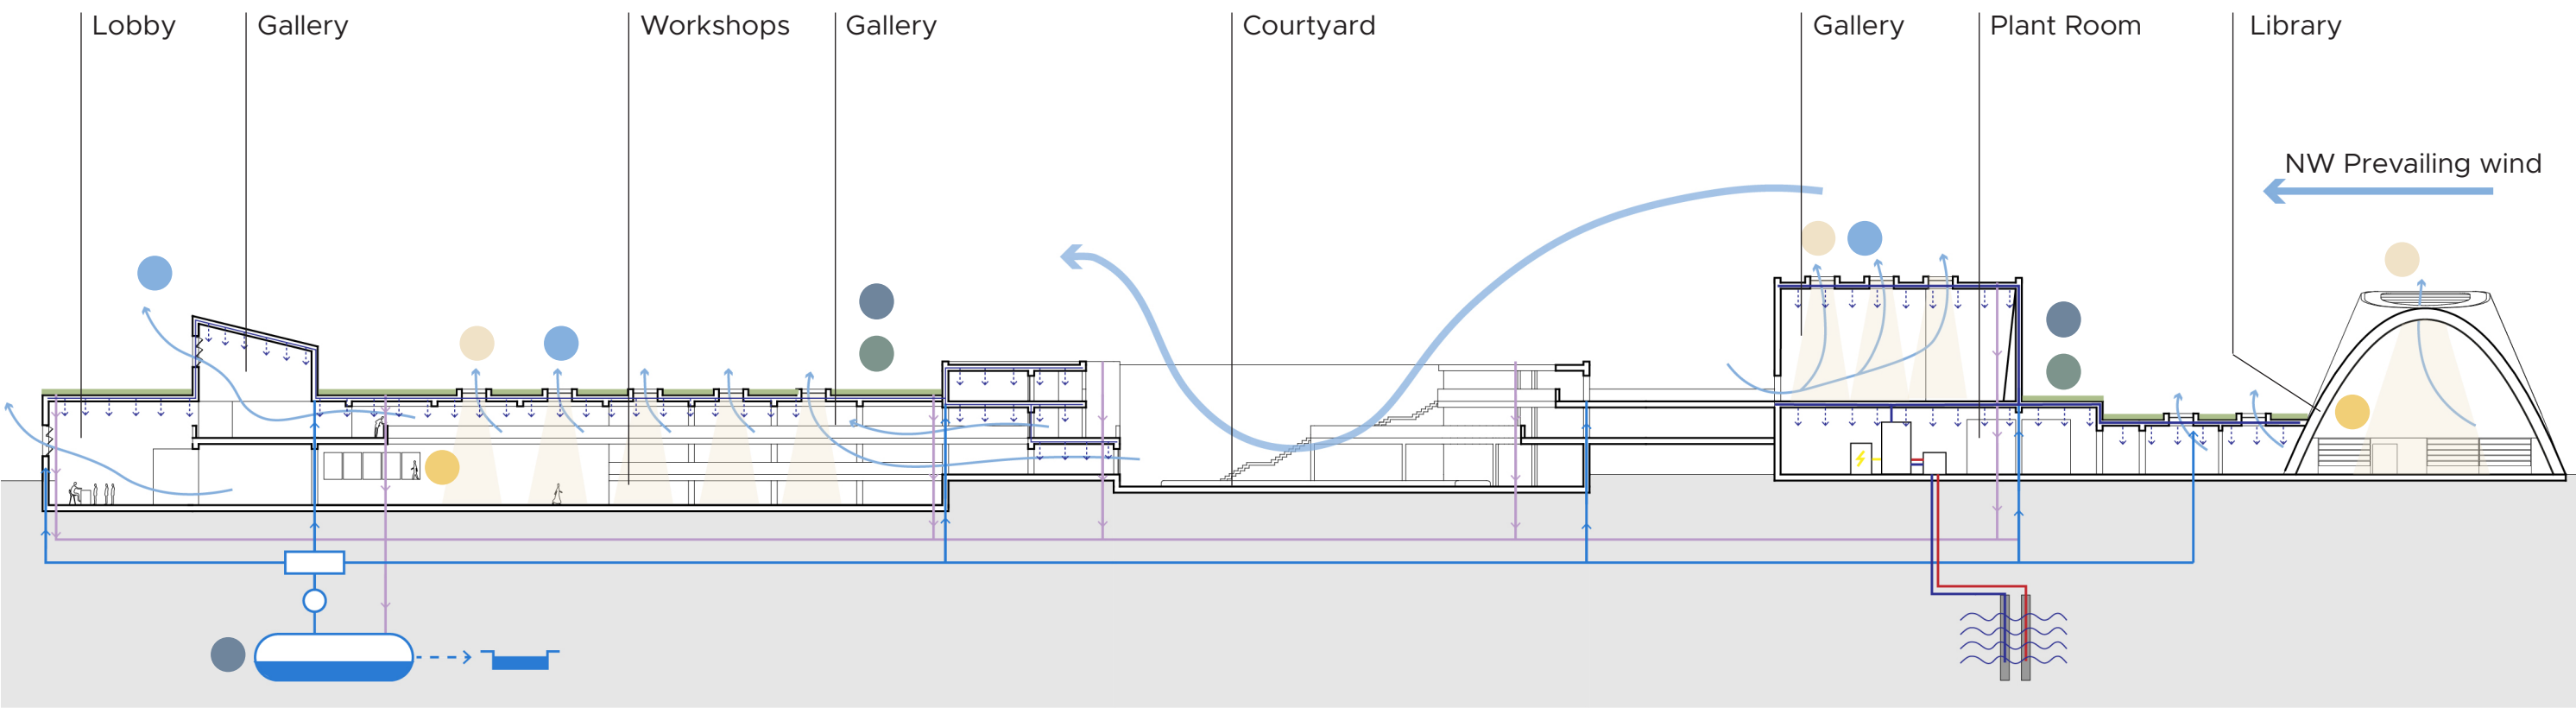 Lobby
Gallery
Workshops
Gallery
Courtyard
Gallery
Plant Room
Library
NW Prevailing wind